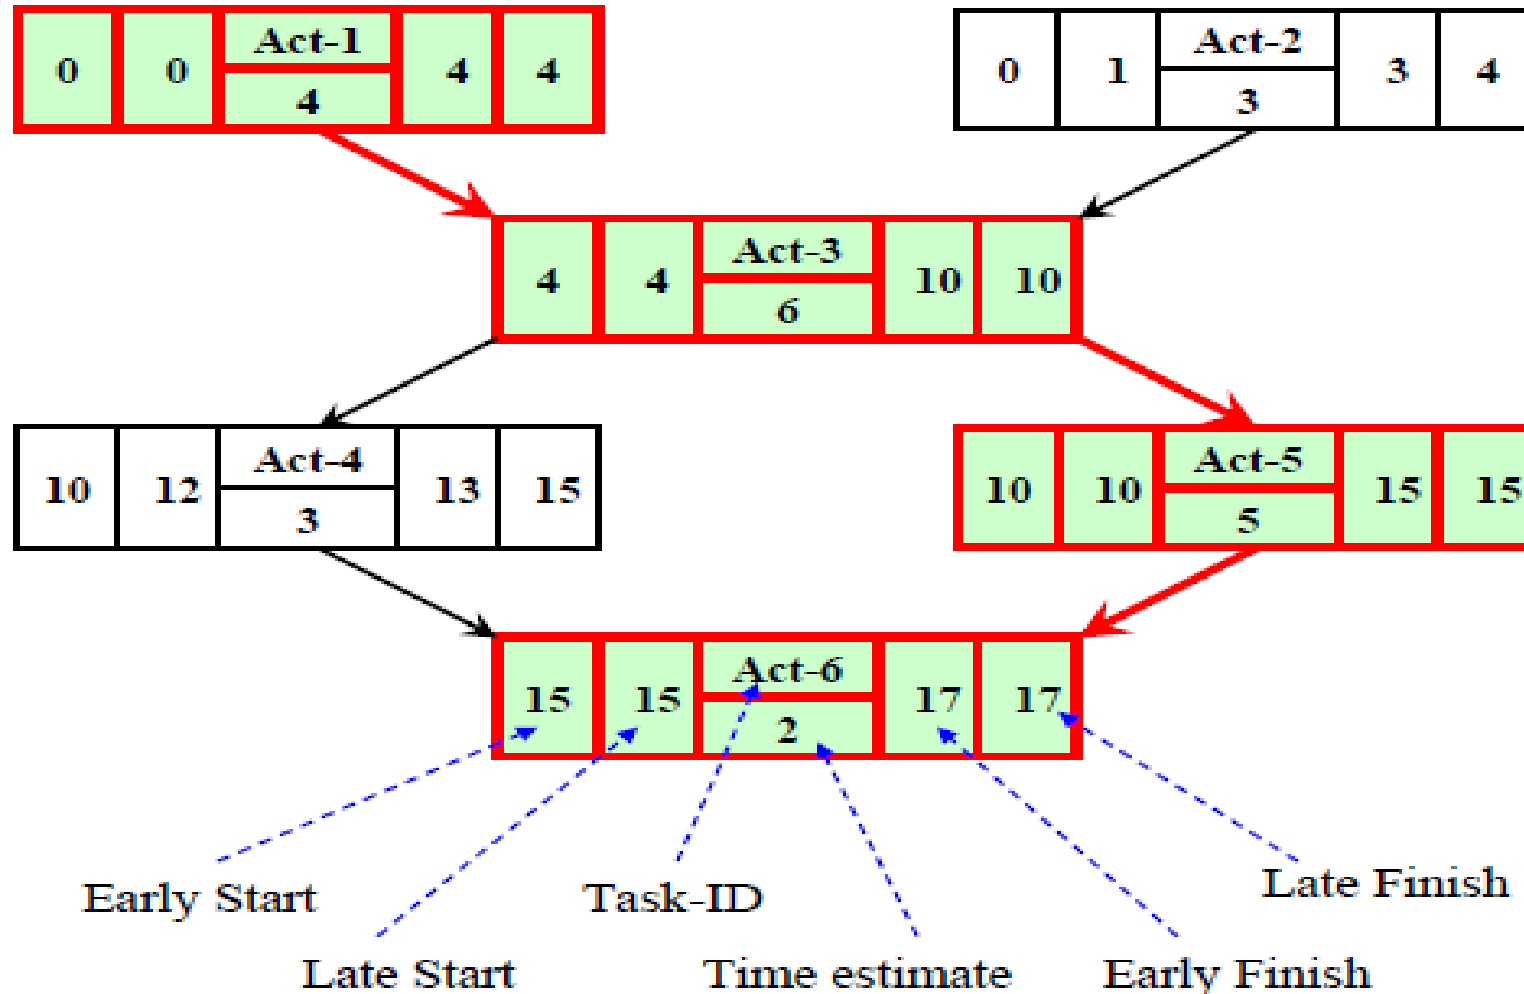 0 0 Act-1 4 4
4
0 1 Act-2 3 4
3
4 4 Act-3 10 10
6
10 12 Act-4 13 15
3
10 10 Act-5 15 15
5
15 15 Act-6 17 17
2
Early Start
Task-ID
Late Finish
Late Start
Time estimate
Early Finish